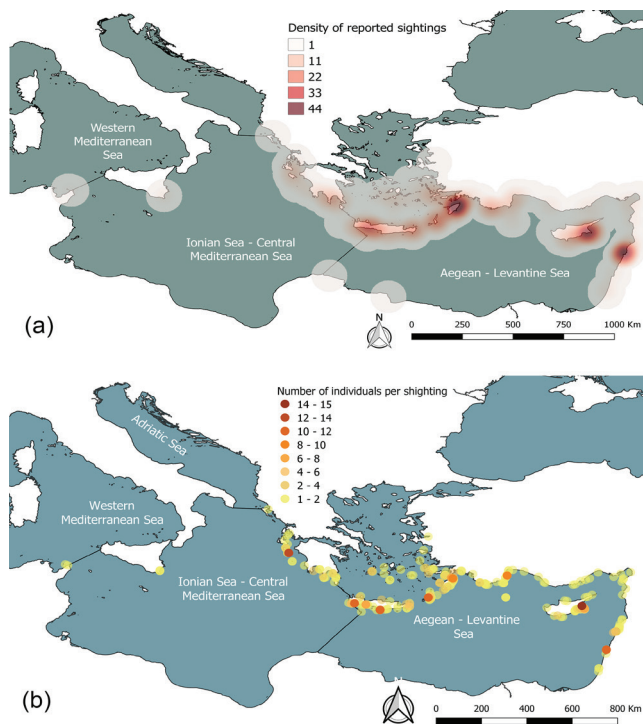 Density of reported sightings
1
11
22
33
44
Western
Mediterranean
Sea
Ionian Sea - Central
Mediterranean Sea
Aegean - Levantine Sea
(a)
N
0 250 500 750 1000 Km
Number of individuals per shighting
14 - 15
12 - 14
10 - 12
8 - 10
6 - 8
4 - 6
2 - 4
1 - 2
Adriatic Sea
Western
Mediterranean Sea
Ionian Sea - Central
Mediterranean Sea
Aegean - Levantine
Sea
(b)
N
0 200 400 600 800 Km